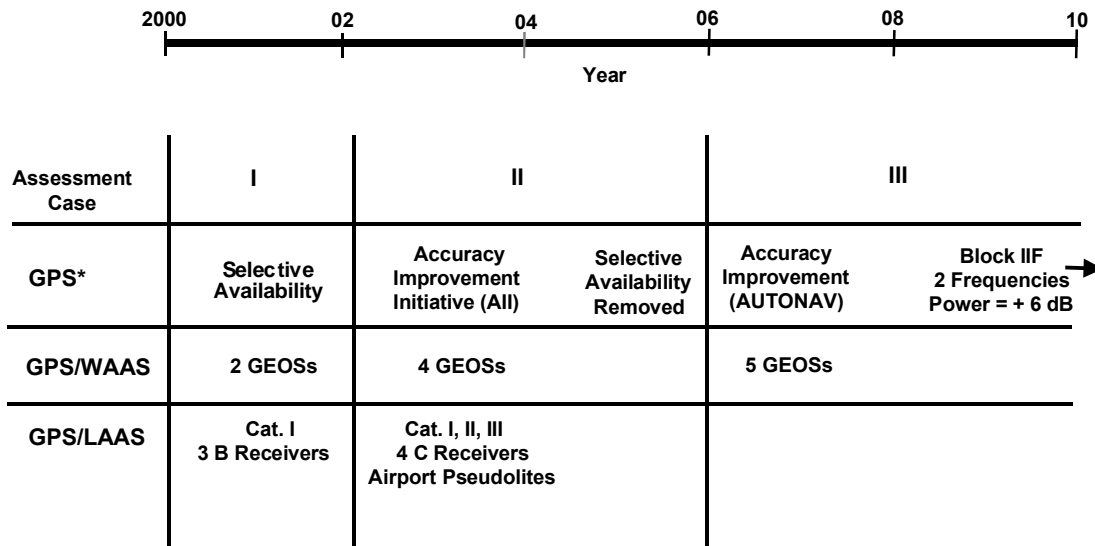 2000 02 04 06 08 10
Year
Assessment
Case
I II III
GPS*
Selective
Availability
Accuracy
Improvement
Initiative (AII)
Selective
Availability
Removed
Accuracy
Improvement
(AUTONAV)
Block IIF
2 Frequencies
Power = + 6 dB
GPS/WAAS 2 GEOSs 4 GEOSs 5 GEOSs
GPS/LAAS
Cat. I
3 B Receivers
Cat. I, II, III
4 C Receivers
Airport Pseudolites